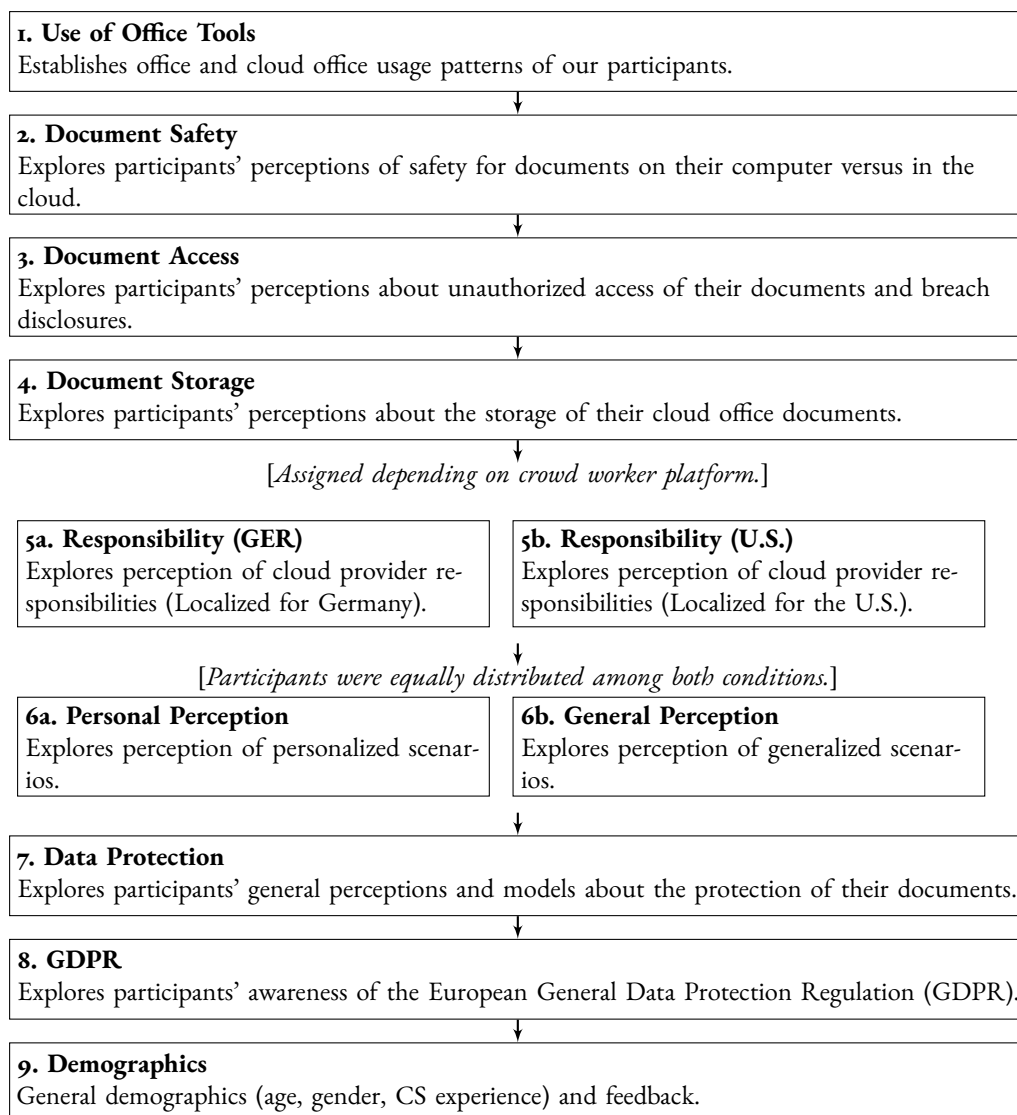 1. Use of Office Tools
Establishes office and cloud office usage patterns of our participants.
2. Document Safety
Explores participants’ perceptions of safety for documents on their computer versus in the
cloud.
3. Document Access
Explores participants’ perceptions about unauthorized access of their documents and breach
disclosures.
4. Document Storage
Explores participants’ perceptions about the storage of their cloud office documents.
[Assigned depending on crowd worker platform.]
5a. Responsibility (GER)
Explores perception of cloud provider re-
sponsibilities (Localized for Germany).
5b. Responsibility (U.S.)
Explores perception of cloud provider re-
sponsibilities (Localized for the U.S.).
[Participants were equally distributed among both conditions.]
6a. Personal Perception
Explores perception of personalized scenar-
ios.
6b. General Perception
Explores perception of generalized scenar-
ios.
7. Data Protection
Explores participants’ general perceptions and models about the protection of their documents.
8. GDPR
Explores participants’ awareness of the European General Data Protection Regulation (GDPR).
9. Demographics
General demographics (age, gender, CS experience) and feedback.